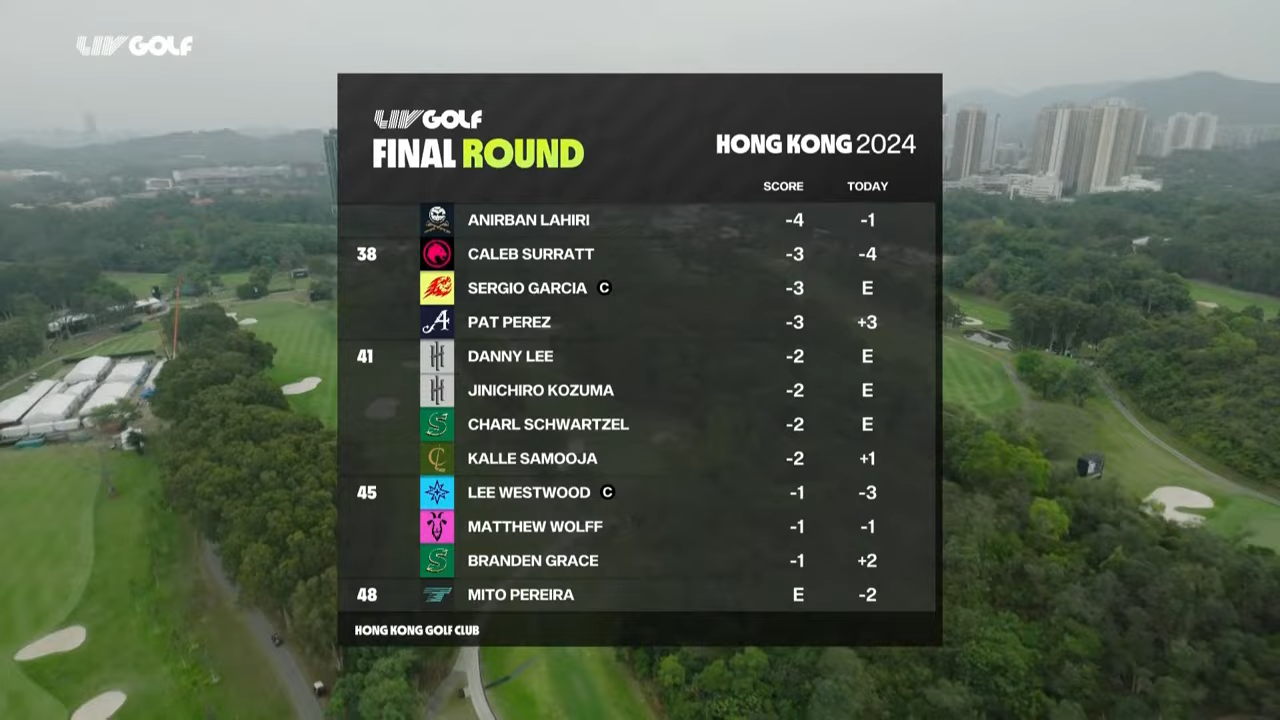 LIV GOLF
LIV GOLF
FINAL ROUND
HONG KONG 2024
SCORE TODAY
ANIRBAN LAHIRI -4 -1
38 CALEB SURRATT -3 -4
SERGIO GARCIA C -3 E
PAT PEREZ -3 +3
41 DANNY LEE -2 E
JINICHIRO KOZUMA -2 E
CHARL SCHWARTZEL -2 E
KALLE SAMOOJA -2 +1
45 LEE WESTWOOD C -1 -3
MATTHEW WOLFF -1 -1
BRANDEN GRACE -1 +2
48 MITO PEREIRA E -2
HONG KONG GOLF CLUB